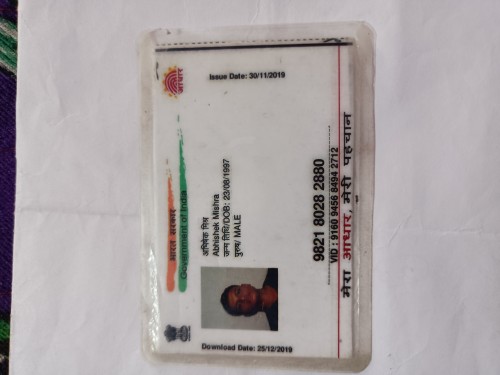 भारत सरकार
Government of India
Issue Date: 30/11/2019
आधार
Download Date: 25/12/2019
अभिषेक मिश्र
Abhishek Mishra
जन्म तिथि/DOB: 23/08/1997
पुरुष/ MALE
9821 8028 2880
VID : 9160 9456 8494 2712
मेरा आधार, मेरी पहचान